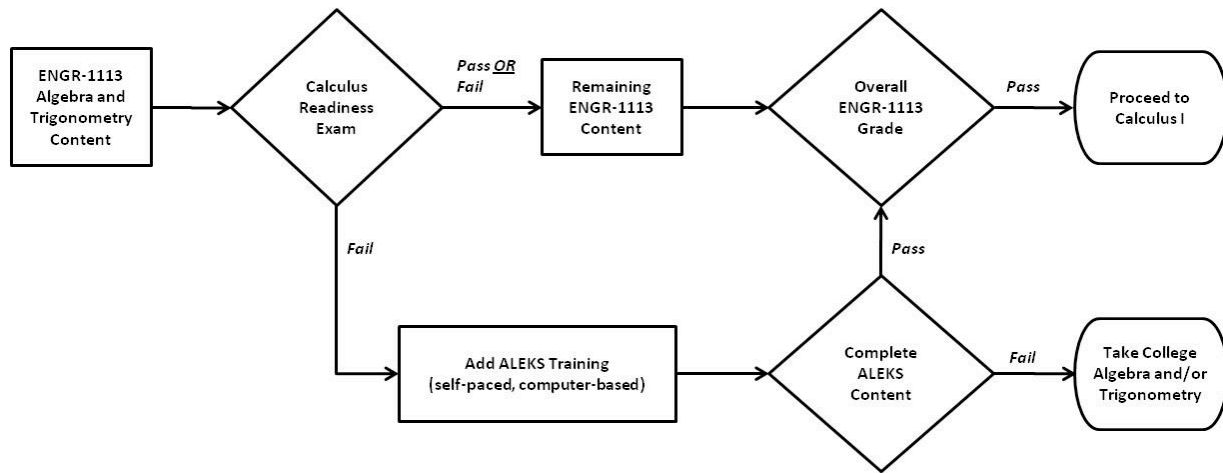 ENGR-1113
Algebra and
Trigonometry
Content
Calculus
Readiness
Exam
Pass OR
Fail
Remaining
ENGR-1113
Content
Overall
ENGR-1113
Grade
Pass
Proceed to
Calculus I
Fail
Pass
Add ALEKS Training
(self-paced, computer-based)
Complete
ALEKS
Content
Fail
Take College
Algebra and/or
Trigonometry